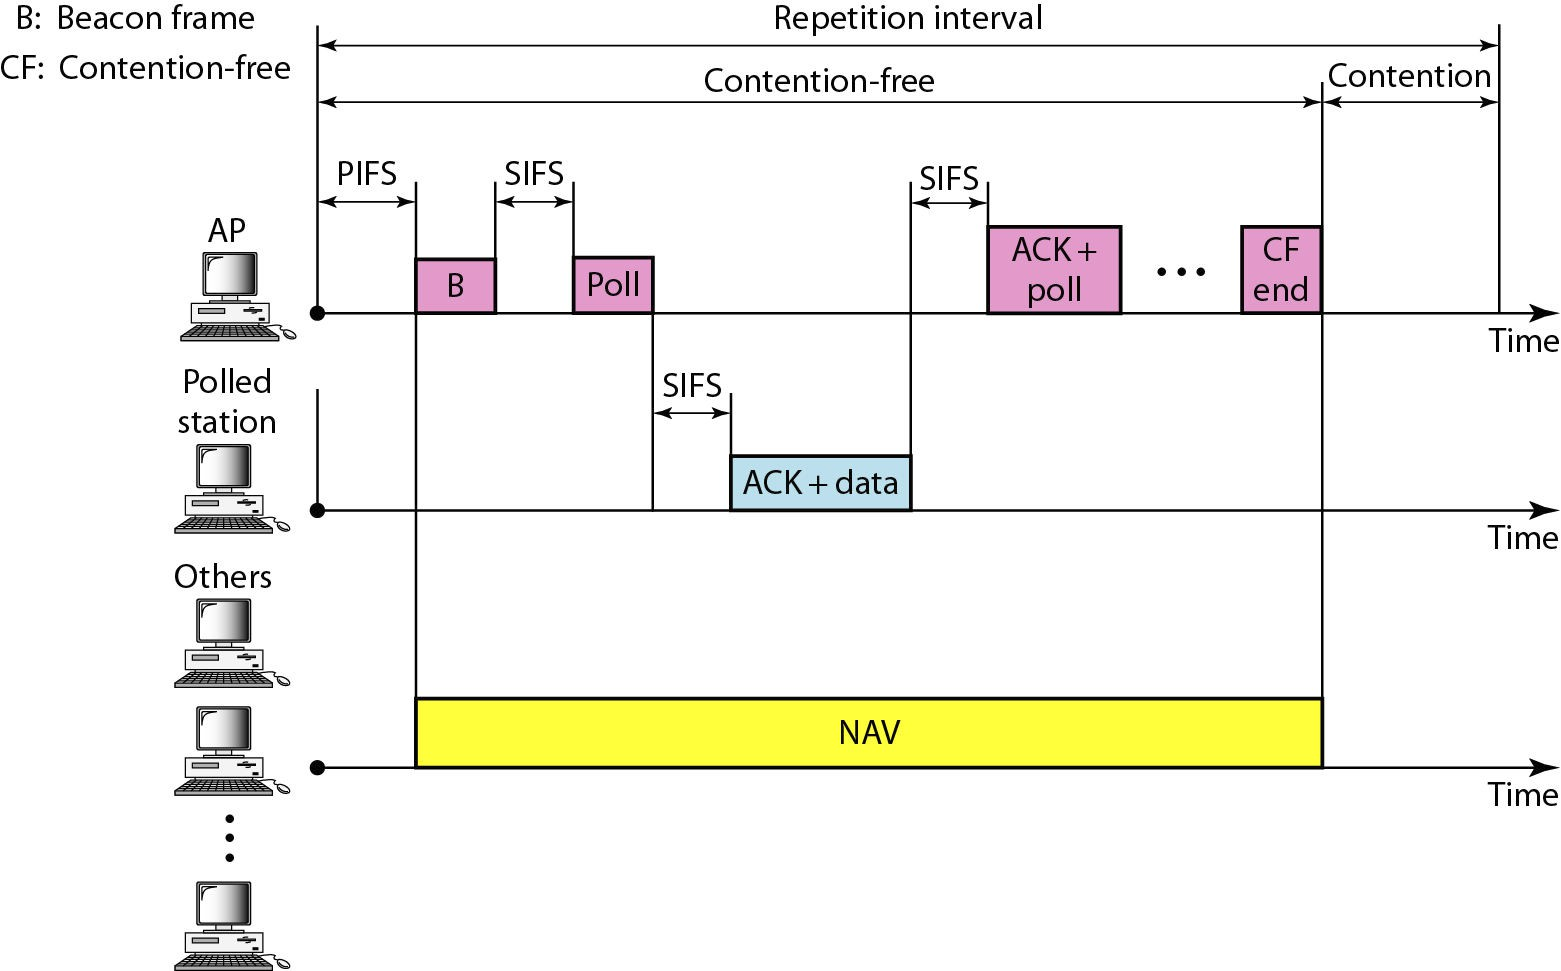 B: Beacon frame
Repetition interval
CF: Contention-free
Contention-free
Contention
PIFS
SIFS
SIFS
AP
B
Poll
ACK +
poll
CF
end
Time
Polled
station
SIFS
ACK + data
Time
Others
NAV
Time